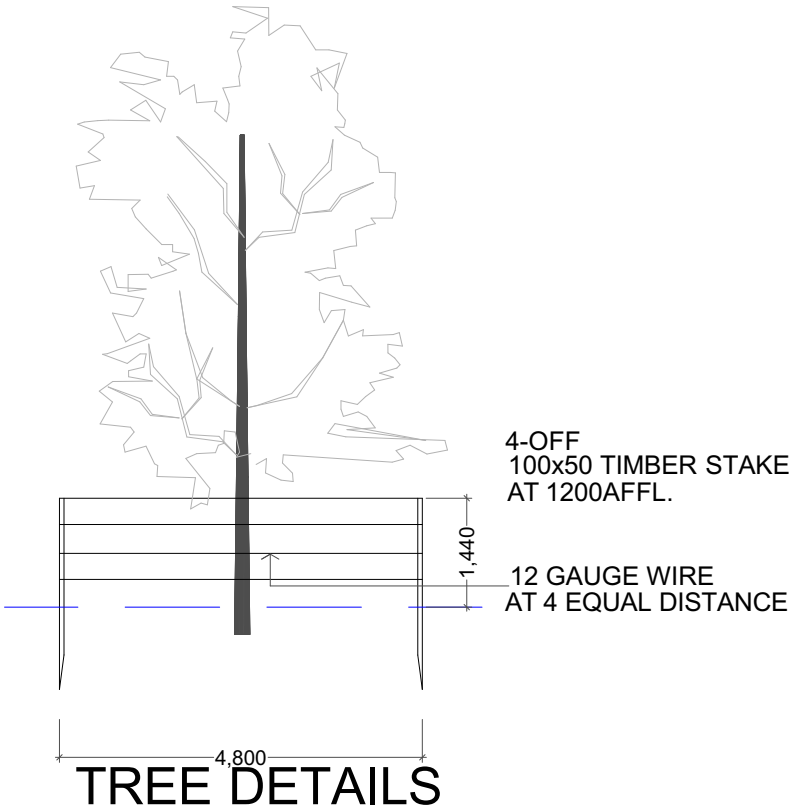 4-OFF
100x50 TIMBER STAKE
AT 1200AFFL.
1,440
12 GAUGE WIRE
AT 4 EQUAL DISTANCE
4,800
TREE DETAILS